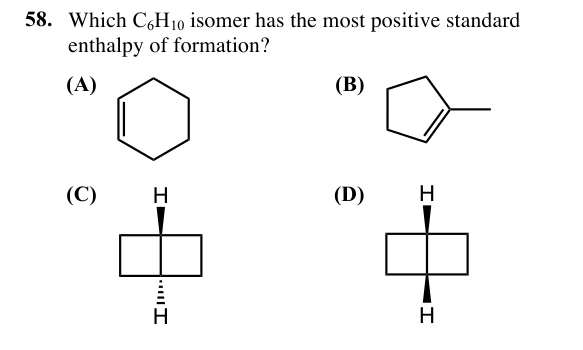 58. Which C₆H₁₀ isomer has the most positive standard
enthalpy of formation?
(A)
(B)
(C) H
H
(D) H
H